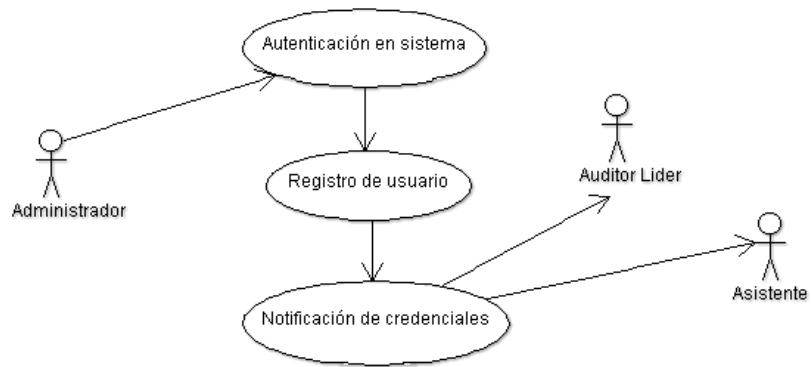 Autenticación en sistema
Administrador
Registro de usuario
Auditor Lider
Asistente
Notificación de credenciales